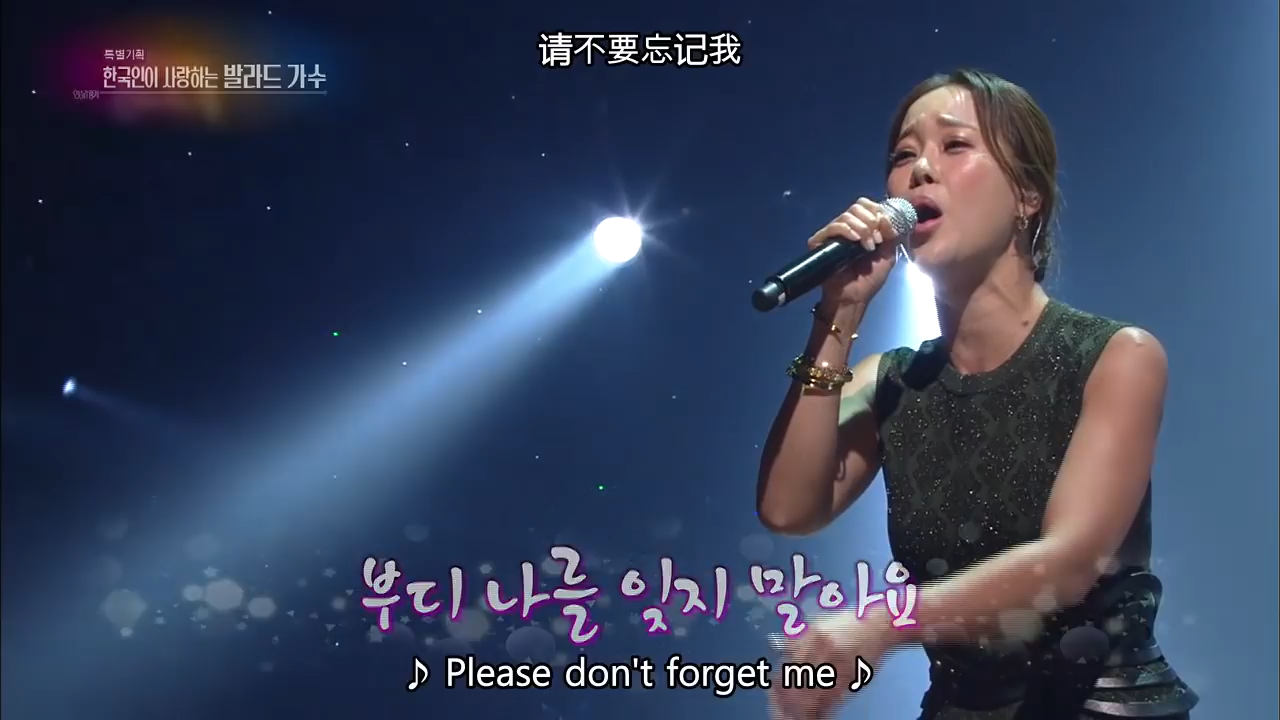 请不要忘记我
특별기획
한국인이 사랑하는 발라드 가수
부디 나를 잊지 말아요
♪ Please don't forget me ♪